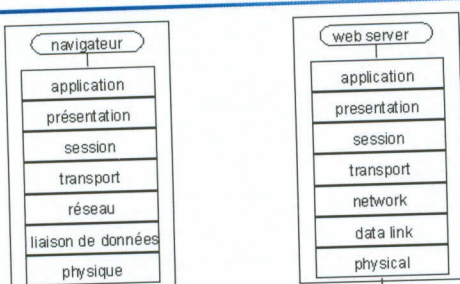 navigateur
application
présentation
session
transport
réseau
liaison de données
physique
web server
application
presentation
session
transport
network
data link
physical